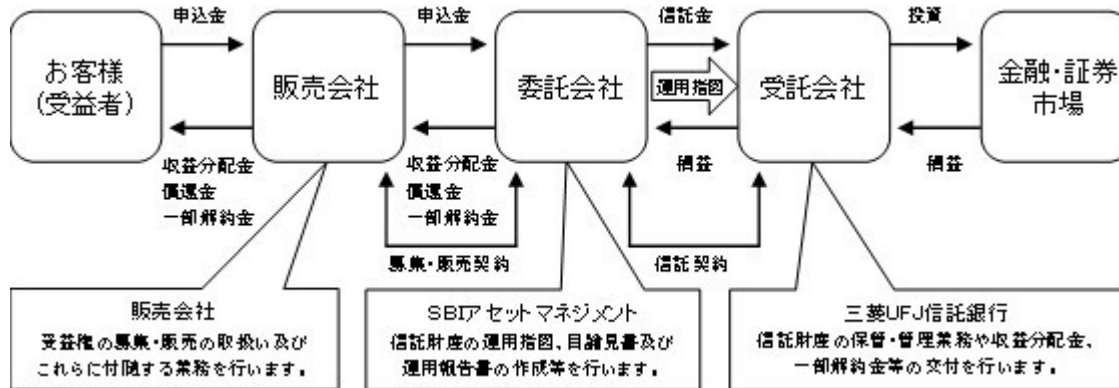 申込金
申込金
信託金
投資
お客様
(受益者)
販売会社
委託会社
運用指図
受託会社
金融・証券
市場
収益分配金
償還金
一部解約金
収益分配金
償還金
一部解約金
損益
損益
募集・販売契約
信託契約
販売会社
受益権の募集・販売の取扱い及び
これらに付随する業務を行います。
SBIアセットマネジメント
信託財産の運用指図、目論見書及び
運用報告書の作成等を行います。
三菱UFJ信託銀行
信託財産の保管・管理業務や収益分配金、
一部解約金等の交付を行います。